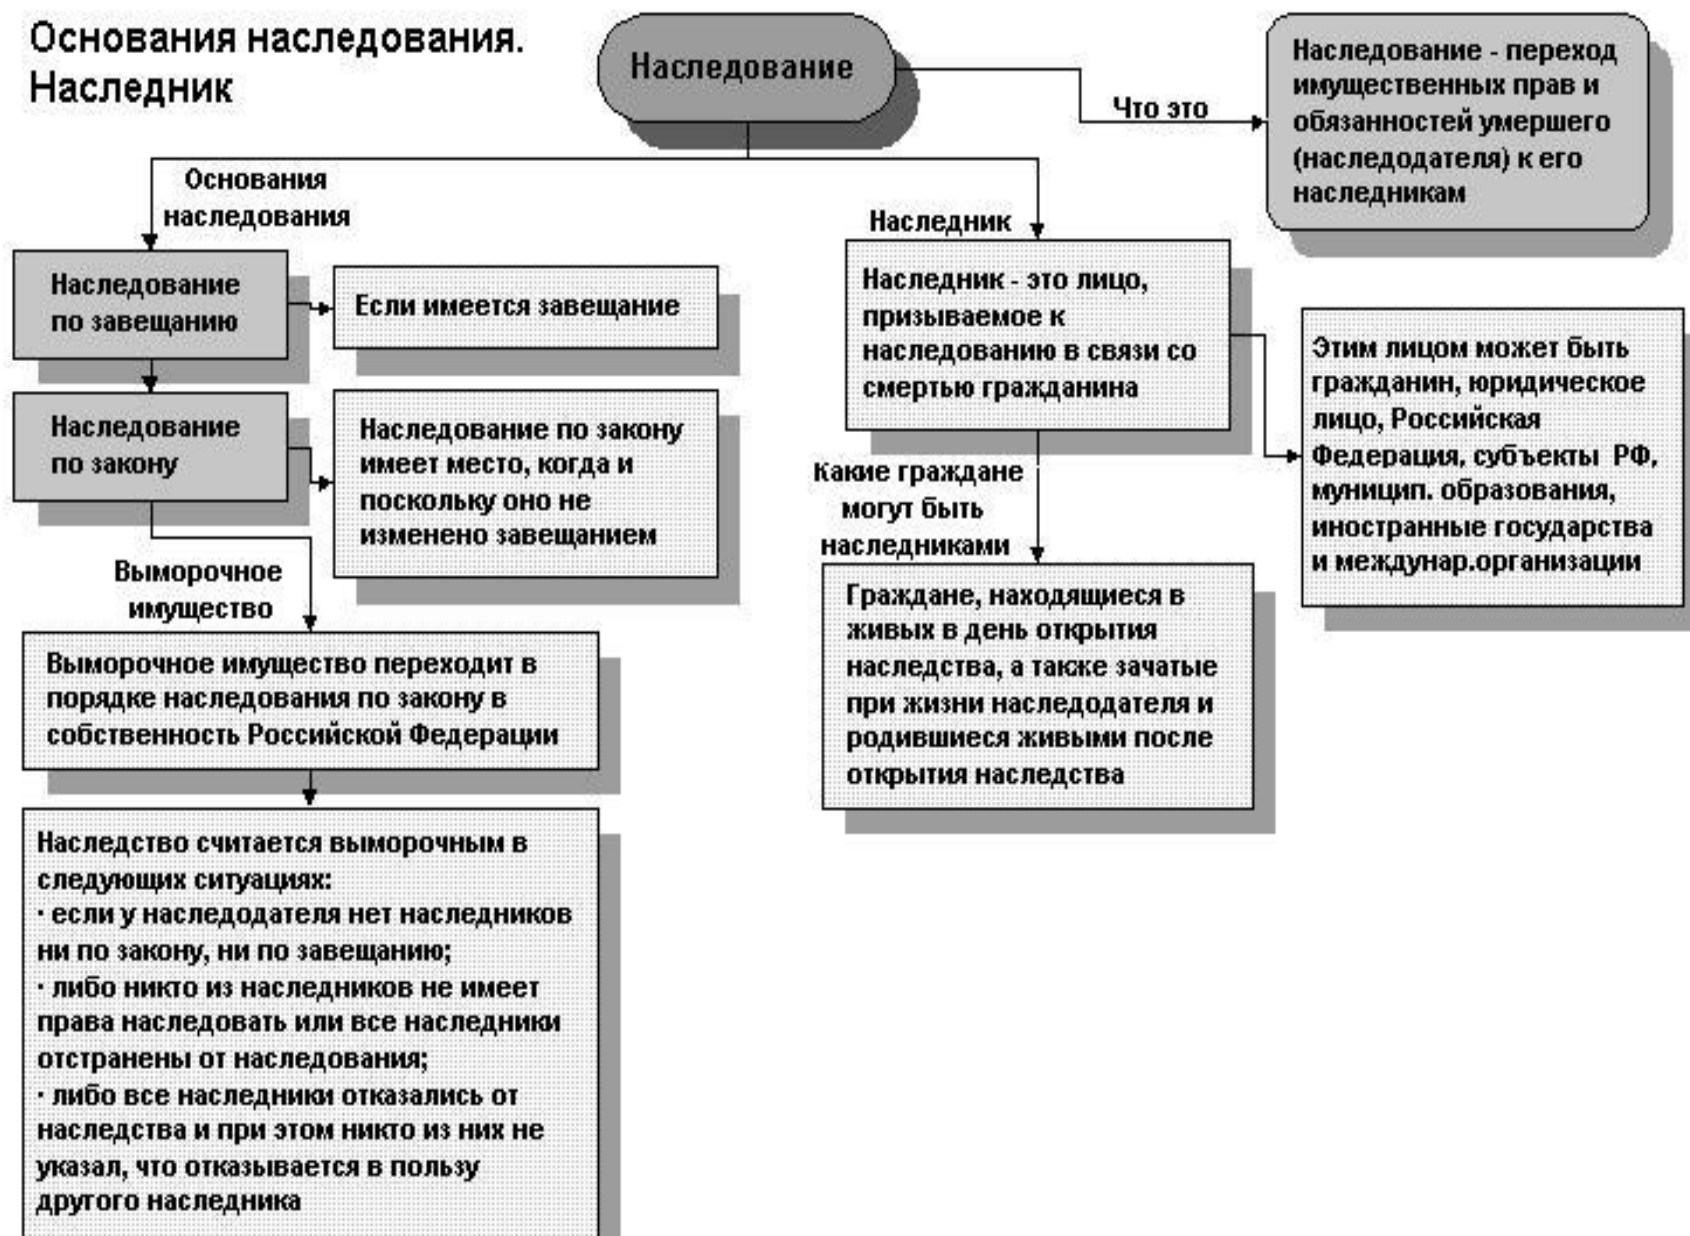 Основания наследования.
Наследник
Наследование
Что это
Наследование - переход
имущественных прав и
обязанностей умершего
(наследодателя) к его
наследникам
Основания
наследования
Наследование
по завещанию
Если имеется завещание
Наследование
по закону
Наследование по закону
имеет место, когда и
поскольку оно не
изменено завещанием
Выморочное
имущество
Выморочное имущество переходит в
порядке наследования по закону в
собственность Российской Федерации
Наследство считается выморочным в
следующих ситуациях:
· если у наследодателя нет наследников
ни по закону, ни по завещанию;
· либо никто из наследников не имеет
права наследовать или все наследники
отстранены от наследования;
· либо все наследники отказались от
наследства и при этом никто из них не
указал, что отказывается в пользу
другого наследника
Наследник
Наследник - это лицо,
призываемое к
наследованию в связи со
смертью гражданина
Этим лицом может быть
гражданин, юридическое
лицо, Российская
Федерация, субъекты РФ,
муницип. образования,
иностранные государства
и междунар.организации
Какие граждане
могут быть
наследниками
Граждане, находящиеся в
живых в день открытия
наследства, а также зачатые
при жизни наследодателя и
родившиеся живыми после
открытия наследства